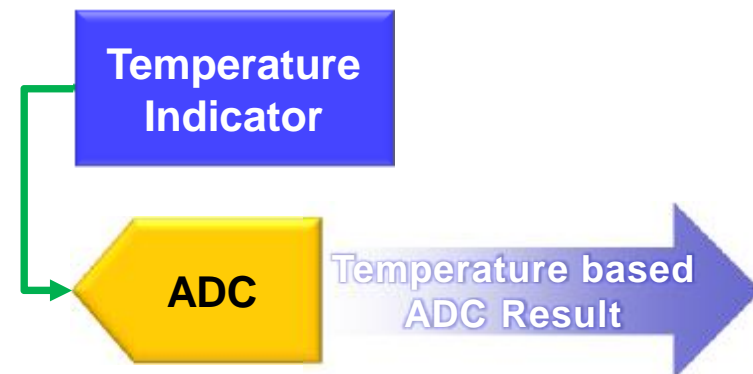 Temperature
Indicator
ADC
Temperature based
ADC Result